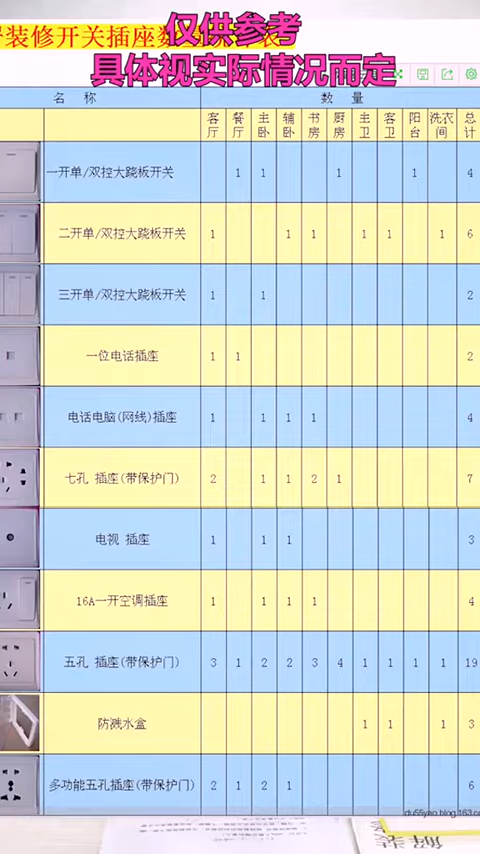 装修开关插座数
仅供参考
具体视实际情况而定
名 称 数 量
客厅 餐厅 主卧 辅卧 书房 厨房 主卫 客卫 阳台 洗衣间 总计
一开单/双控大跷板开关 1 1 1 1 4
二开单/双控大跷板开关 1 1 1 1 1 1 6
三开单/双控大跷板开关 1 1 2
一位电话插座 1 1 2
电话电脑(网线)插座 1 1 1 1 4
七孔 插座(带保护门) 2 1 1 2 1 7
电视 插座 1 1 1 3
16A一开空调插座 1 1 1 1 4
五孔 插座(带保护门) 3 1 2 2 3 4 1 1 1 1 19
防溅水盒 1 1 1 3
多功能五孔插座(带保护门) 2 1 2 1 6